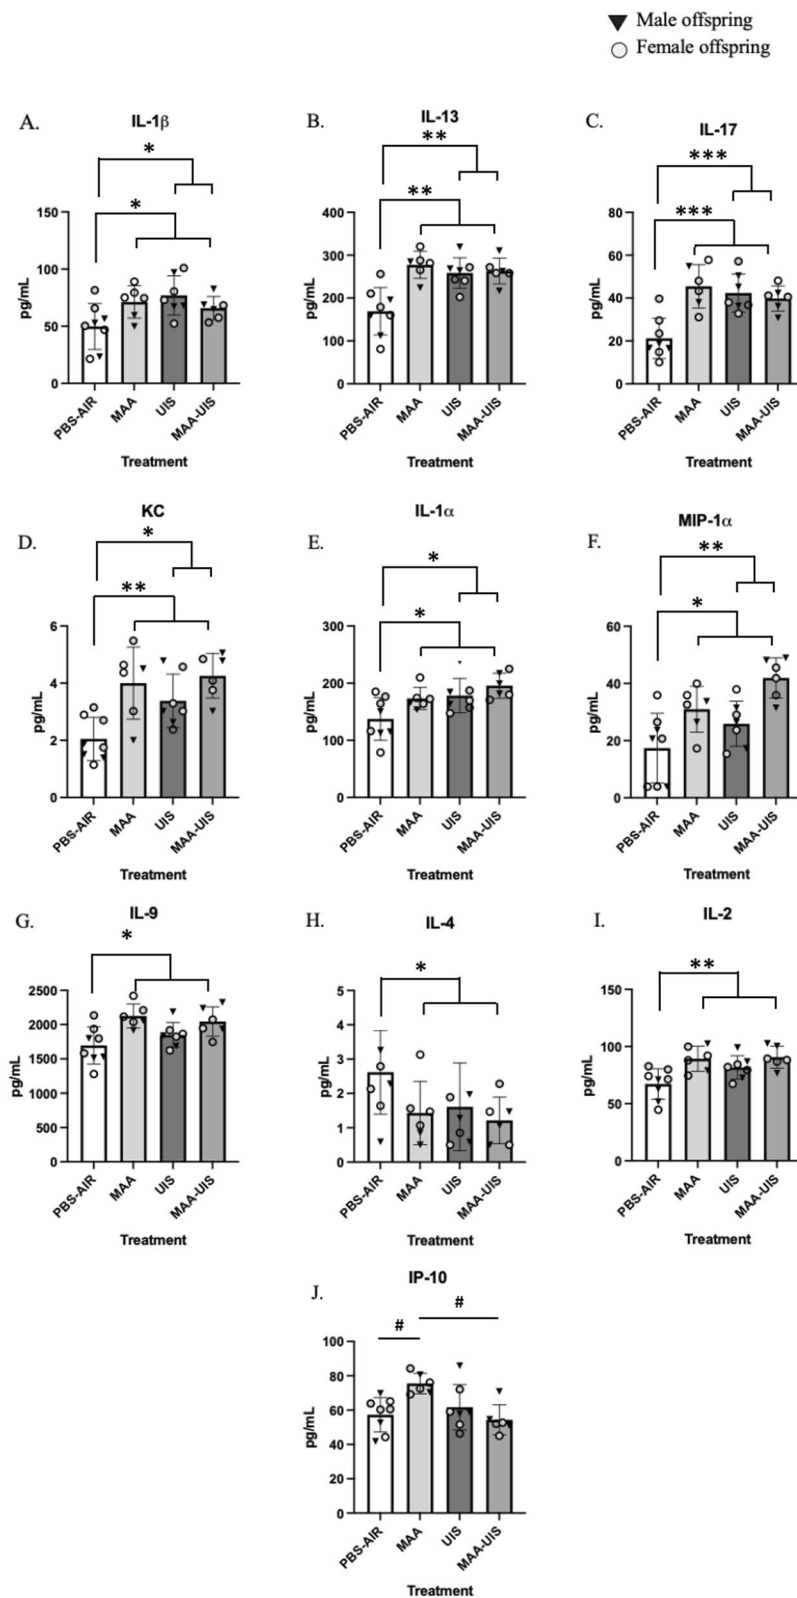 Male offspring
Female offspring
A.
IL-1β
*
*
150
100
50
0
pg/mL
PBS-AIR
MAA
UIS
MAA-UIS
Treatment
B.
IL-13
**
**
400
300
200
100
0
pg/mL
PBS-AIR
MAA
UIS
MAA-UIS
Treatment
C.
IL-17
***
***
80
60
40
20
0
pg/mL
PBS-AIR
MAA
UIS
MAA-UIS
Treatment
D.
KC
*
**
6
4
2
0
pg/mL
PBS-AIR
MAA
UIS
MAA-UIS
Treatment
E.
IL-1α
*
*
300
200
100
0
pg/mL
PBS-AIR
MAA
UIS
MAA-UIS
Treatment
F.
MIP-1α
**
*
60
40
20
0
pg/mL
PBS-AIR
MAA
UIS
MAA-UIS
Treatment
G.
IL-9
*
2500
2000
1500
1000
500
0
pg/mL
PBS-AIR
MAA
UIS
MAA-UIS
Treatment
H.
IL-4
*
5
4
3
2
1
0
pg/mL
PBS-AIR
MAA
UIS
MAA-UIS
Treatment
I.
IL-2
**
150
100
50
0
pg/mL
PBS-AIR
MAA
UIS
MAA-UIS
Treatment
J.
IP-10
#
#
100
80
60
40
20
0
pg/mL
PBS-AIR
MAA
UIS
MAA-UIS
Treatment